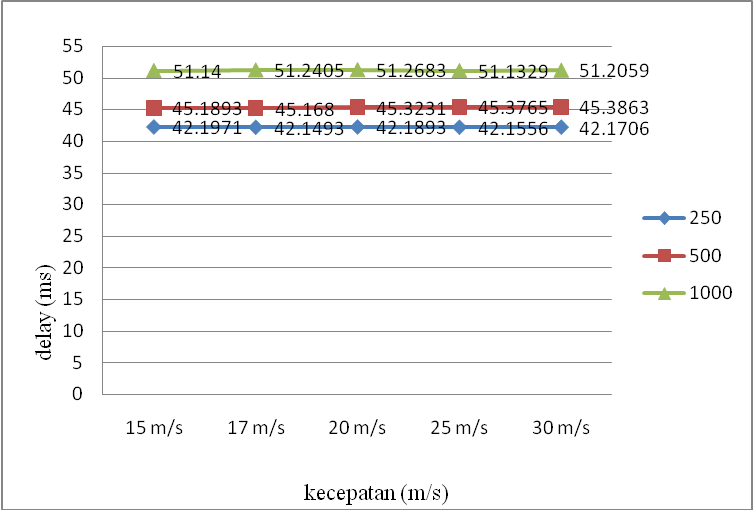 55
50
45
40
35
30
25
20
15
10
5
0
delay (ms)
51.14 51.2405 51.2683 51.1329 51.2059
45.1893 45.168 45.3231 45.3765 45.3863
42.1971 42.1493 42.1893 42.1556 42.1706
15 m/s 17 m/s 20 m/s 25 m/s 30 m/s
kecepatan (m/s)
250
500
1000